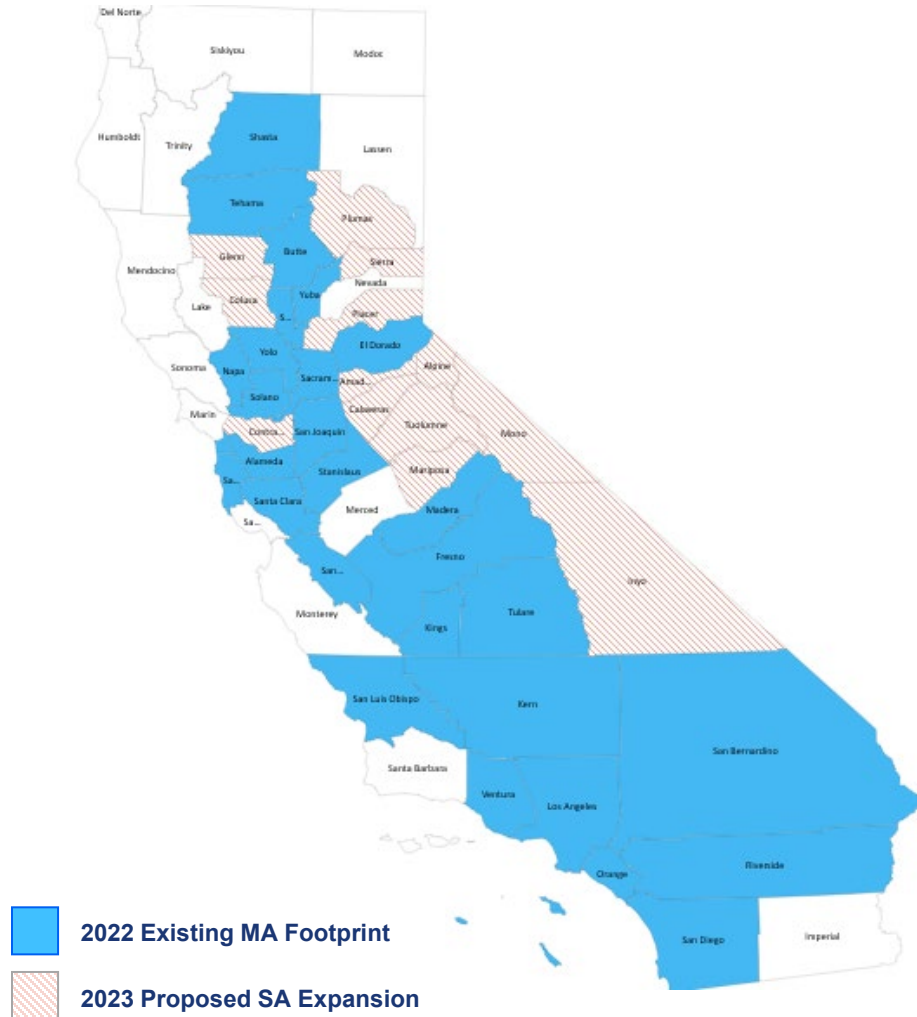 Del Norte
Siskiyou
Modoc
Humboldt
Trinity
Shasta
Lassen
Tehama
Plumas
Butte
Glenn
Sierra
Mendocino
Nevada
Lake
Colusa
Yuba
S...
Placer
El Dorado
Yolo
Sonoma
Napa
Sacram...
Alpine
Amad...
Solano
Calaveras
Marin
Tuolumne
Contra...
San Joaquin
Mono
Alameda
Stanislaus
Mariposa
Sa...
Santa Clara
Merced
Madera
Sa...
Fresno
San...
Inyo
Monterey
Kings
Tulare
San Luis Obispo
Kern
San Bernardino
Santa Barbara
Ventura
Los Angeles
Riverside
Orange
San Diego
Imperial
2022 Existing MA Footprint
2023 Proposed SA Expansion